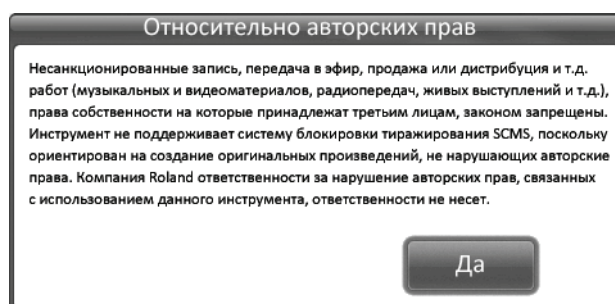 Относительно авторских прав
Несанкционированные запись, передача в эфир, продажа или дистрибуция и т.д.
работ (музыкальных и видеоматериалов, радиопередач, живых выступлений и т.д.),
права собственности на которые принадлежат третьим лицам, законом запрещены.
Инструмент не поддерживает систему блокировки тиражирования SCMS, поскольку
ориентирован на создание оригинальных произведений, не нарушающих авторские
права. Компания Roland ответственности за нарушение авторских прав, связанных
с использованием данного инструмента, ответственности не несет.
Да